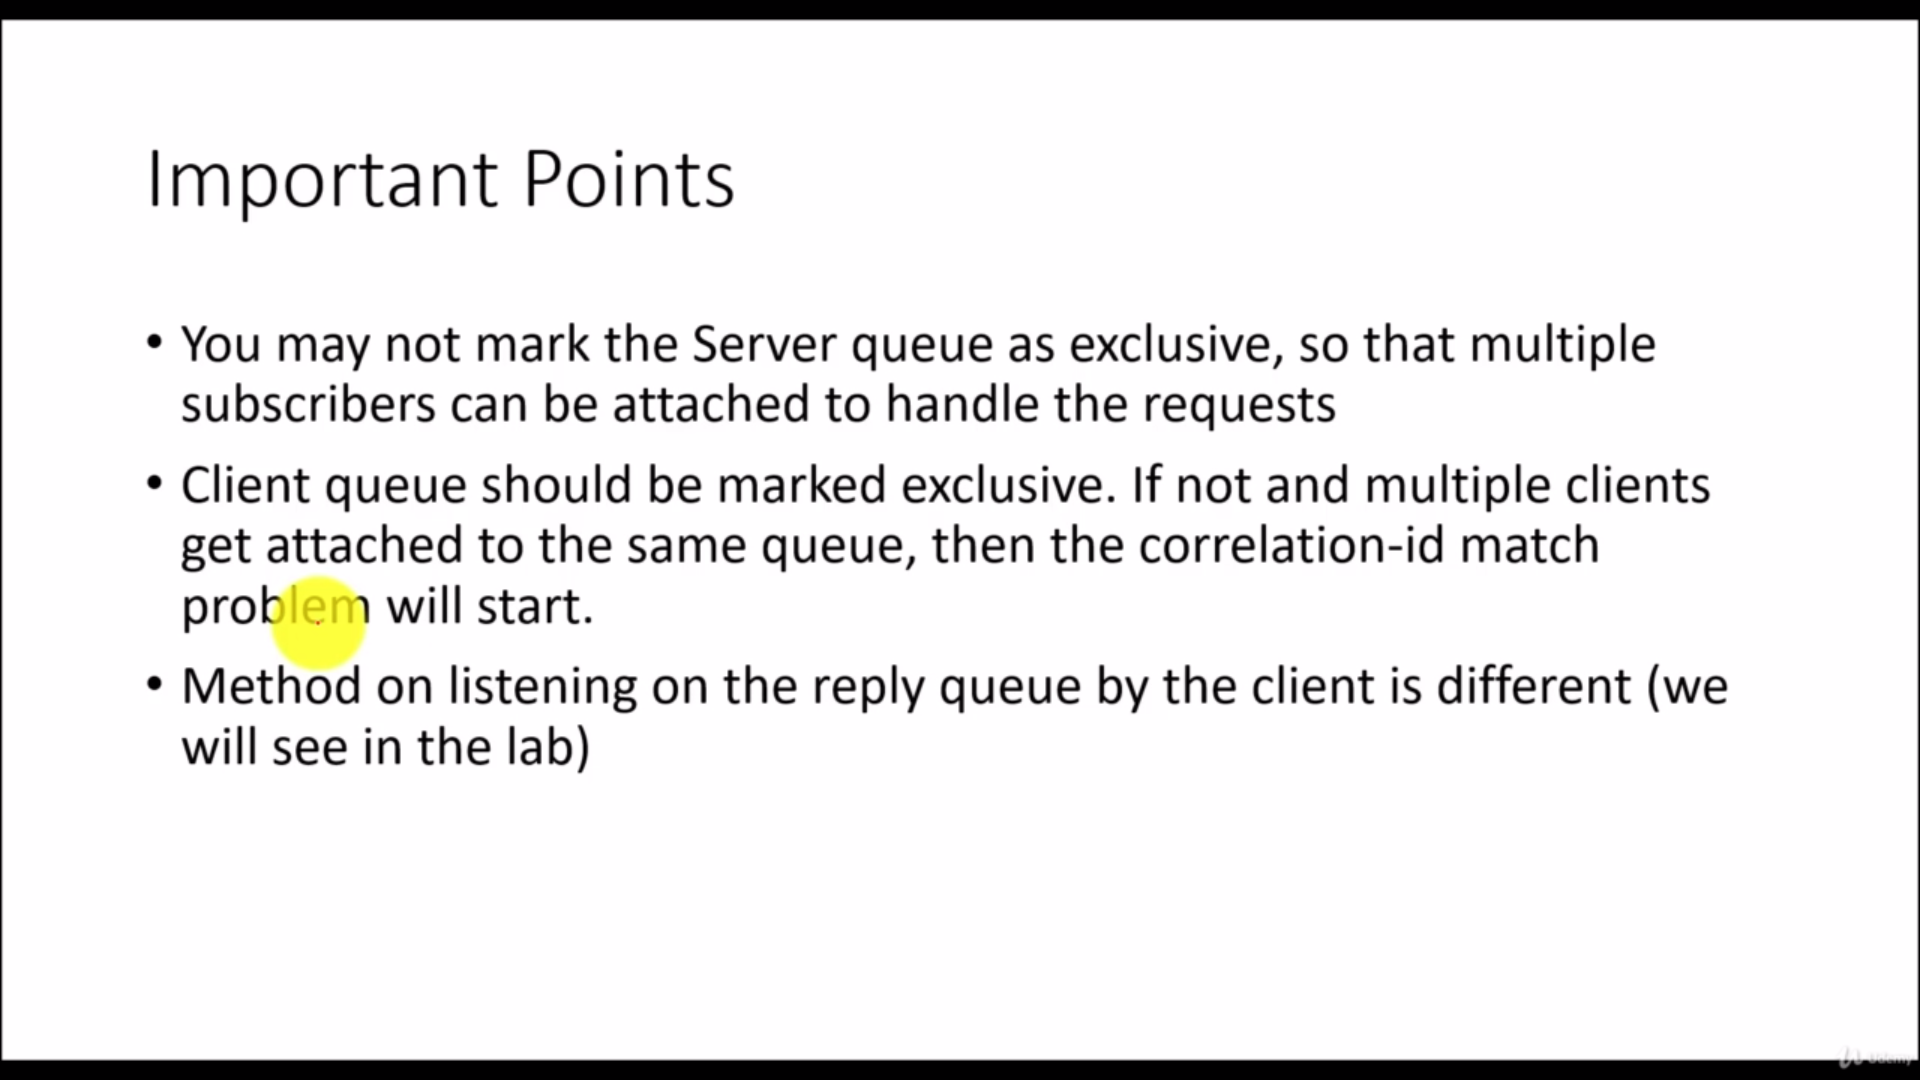 Important Points
• You may not mark the Server queue as exclusive, so that multiple
subscribers can be attached to handle the requests
• Client queue should be marked exclusive. If not and multiple clients
get attached to the same queue, then the correlation-id match
problem will start.
• Method on listening on the reply queue by the client is different (we
will see in the lab)
Udemy